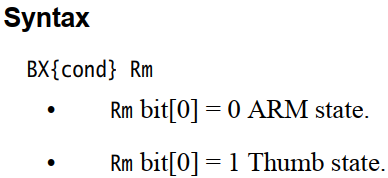 Syntax
BX{cond} Rm
• Rm bit[0] = 0 ARM state.
• Rm bit[0] = 1 Thumb state.